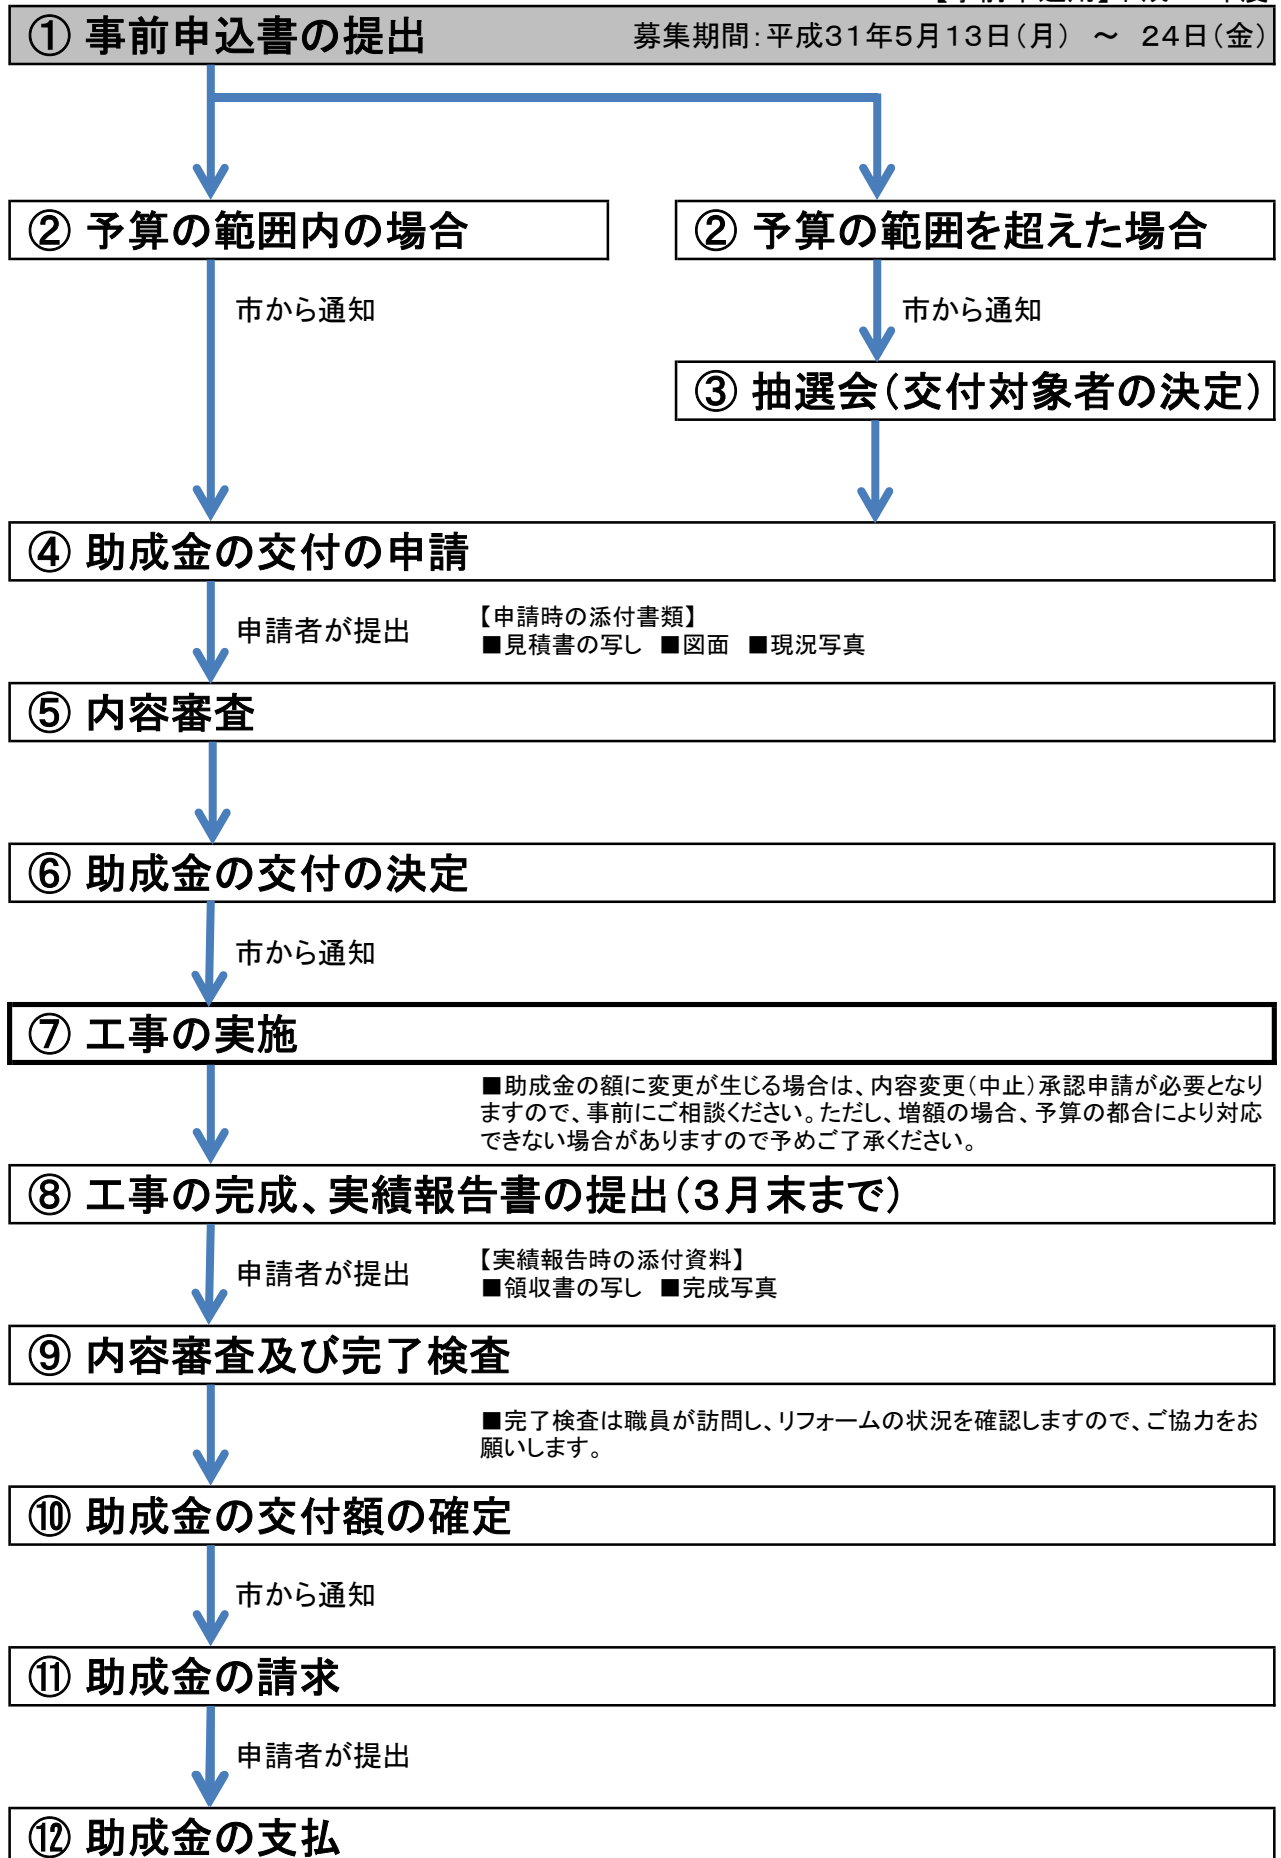 ① 事前申込書の提出 募集期間：平成31年5月13日（月） ～ 24日（金）
② 予算の範囲内の場合
② 予算の範囲を超えた場合
市から通知
市から通知
③ 抽選会（交付対象者の決定）
④ 助成金の交付の申請
申請者が提出
【申請時の添付書類】
■見積書の写し ■図面 ■現況写真
⑤ 内容審査
⑥ 助成金の交付の決定
市から通知
⑦ 工事の実施
■助成金の額に変更が生じる場合は、内容変更（中止）承認申請が必要となり
ますので、事前にご相談ください。ただし、増額の場合、予算の都合により対応
できない場合がありますので予めご了承ください。
⑧ 工事の完成、実績報告書の提出（3月末まで）
申請者が提出
【実績報告時の添付資料】
■領収書の写し ■完成写真
⑨ 内容審査及び完了検査
■完了検査は職員が訪問し、リフォームの状況を確認しますので、ご協力をお
願いします。
⑩ 助成金の交付額の確定
市から通知
⑪ 助成金の請求
申請者が提出
⑫ 助成金の支払